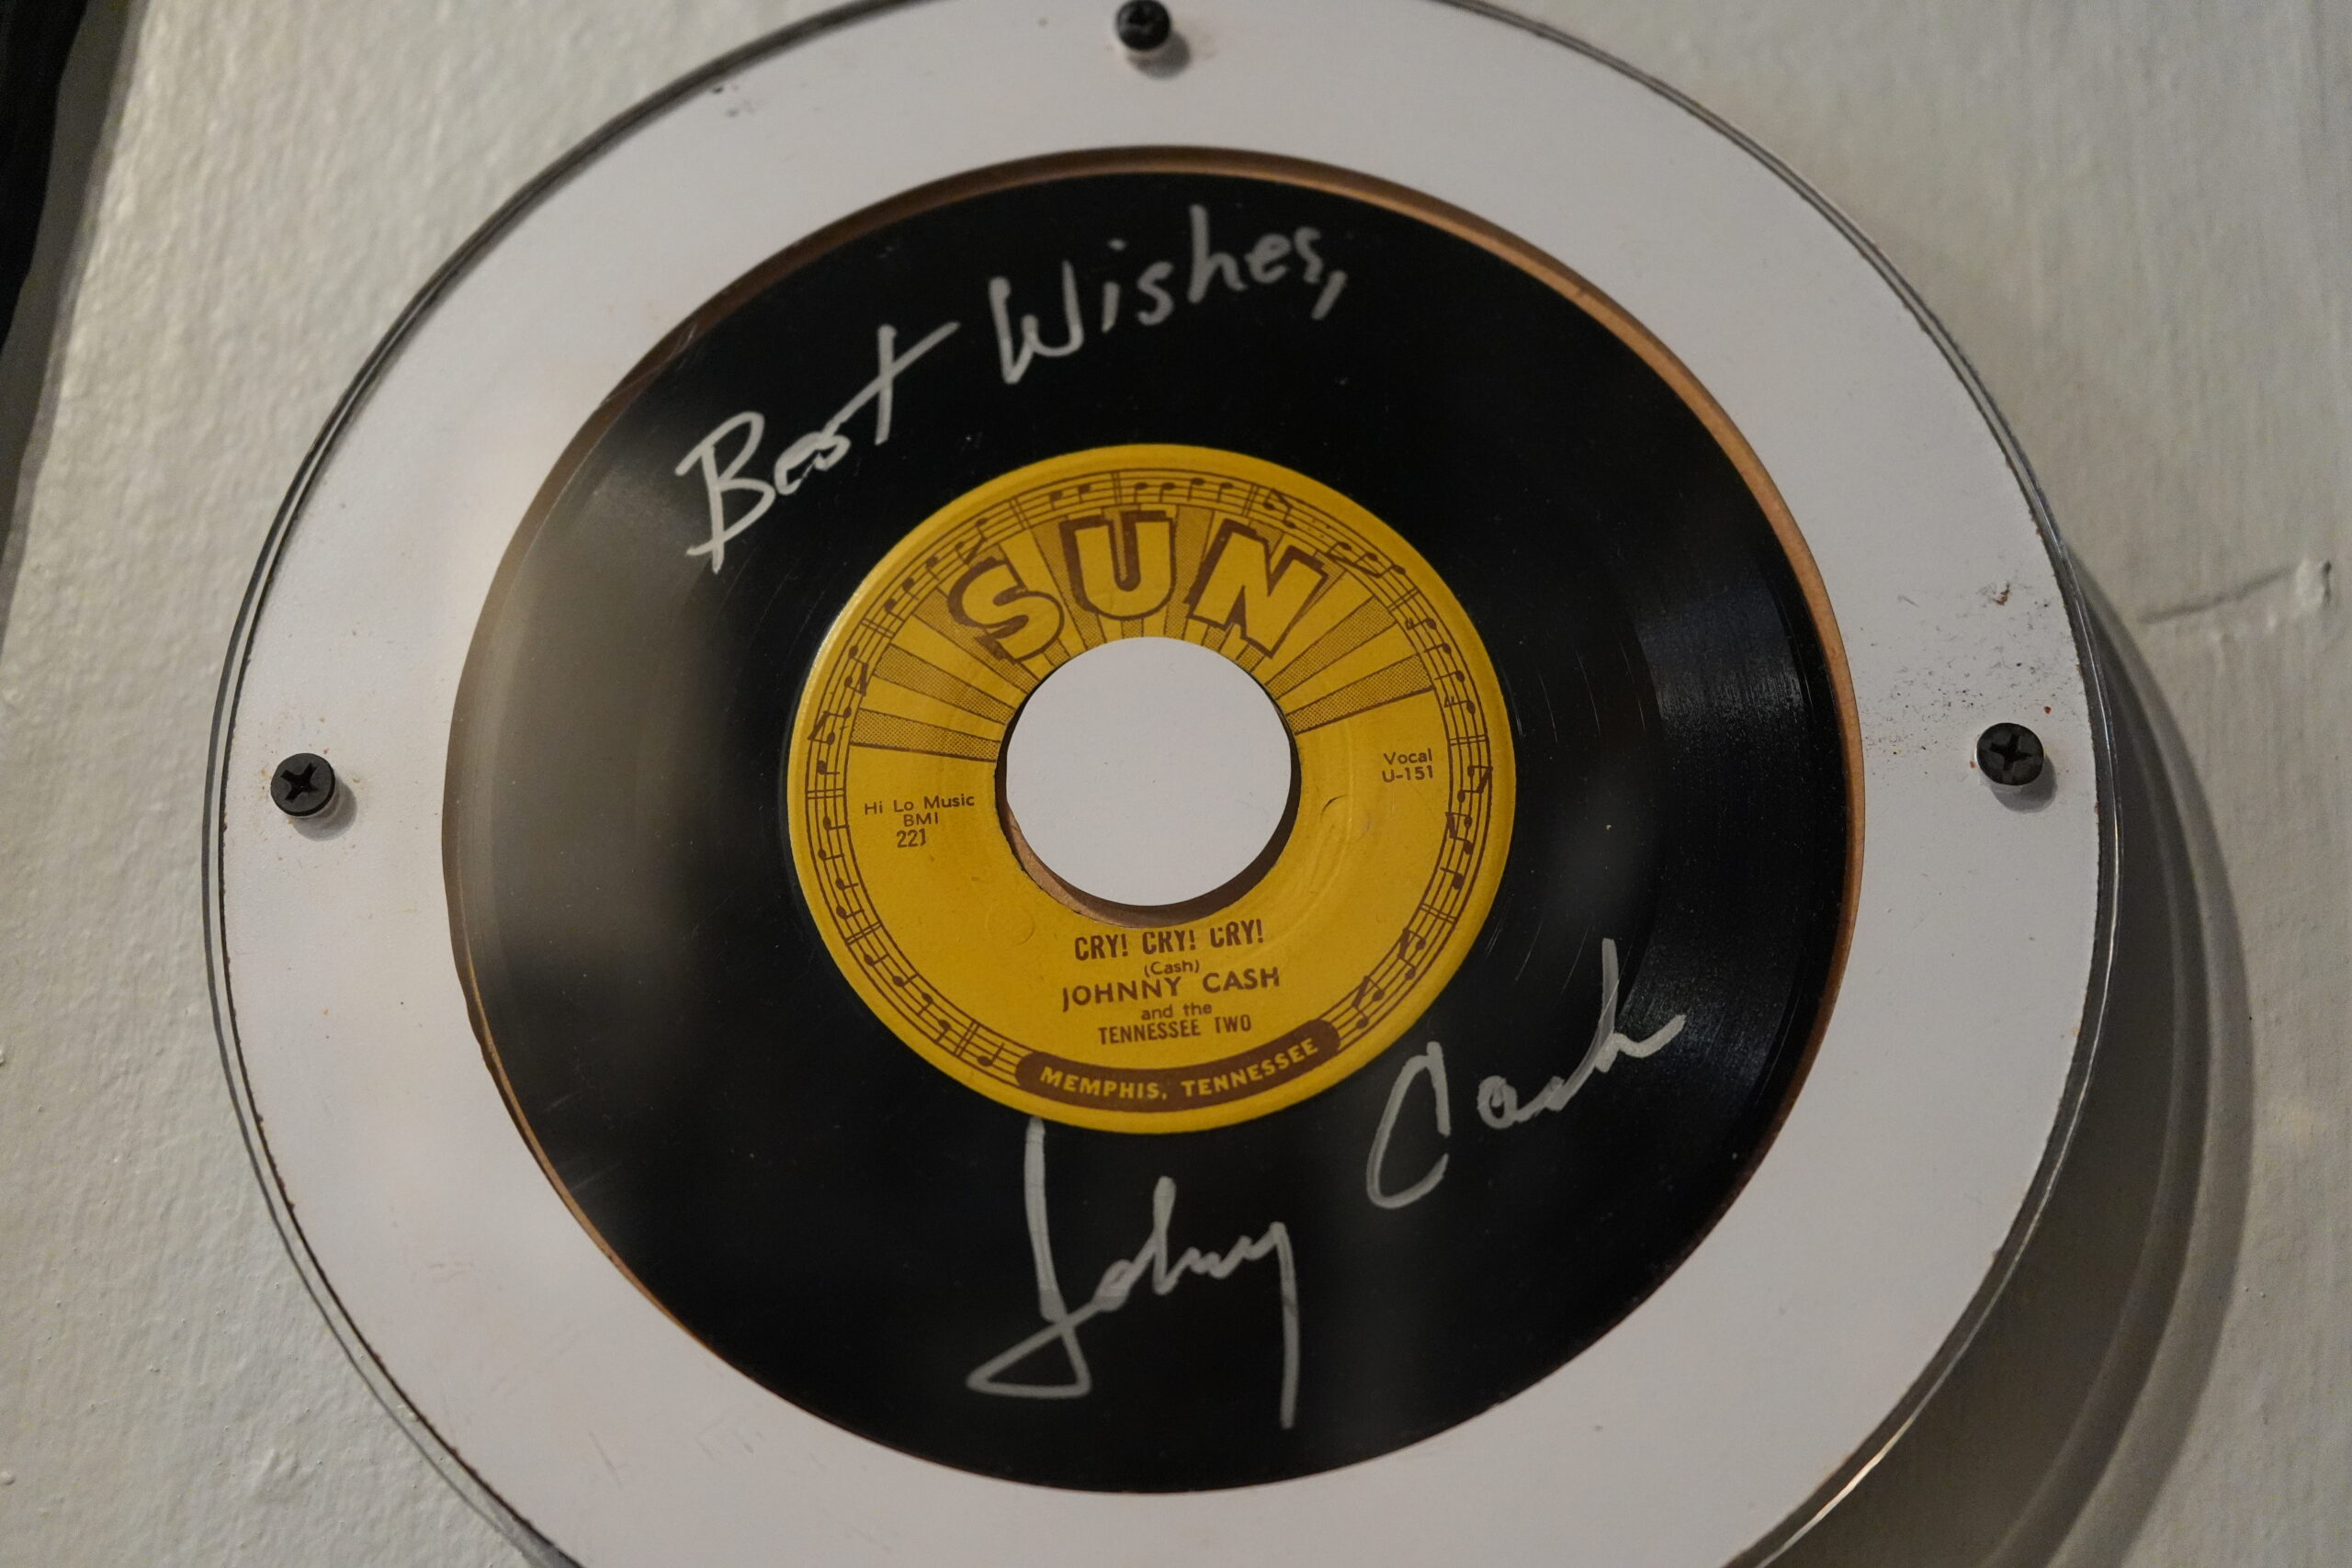 Best Wishes,
SUN
Vocal
U-151
Hi Lo Music
BMI
221
CRY! CRY! CRY!
(Cash)
JOHNNY CASH
and the
TENNESSEE TWO
MEMPHIS, TENNESSEE
Johnny Cash